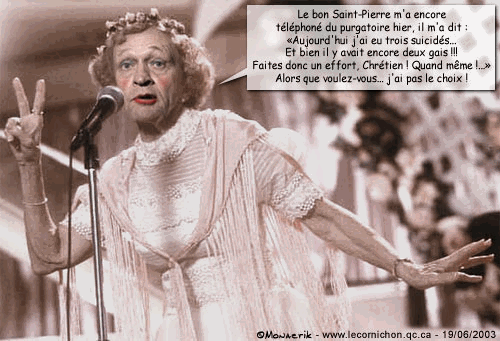 Le bon Saint-Pierre m'a encore
téléphoné du purgatoire hier, il m'a dit :
«Aujourd'hui j'ai eu trois suicidés...
Et bien il y avait encore deux gais !!!
Faites donc un effort, Chrétien ! Quand même !...»
Alors que voulez-vous... j'ai pas le choix !
©Monnerik - www.lecornichon.qc.ca - 19/06/2003